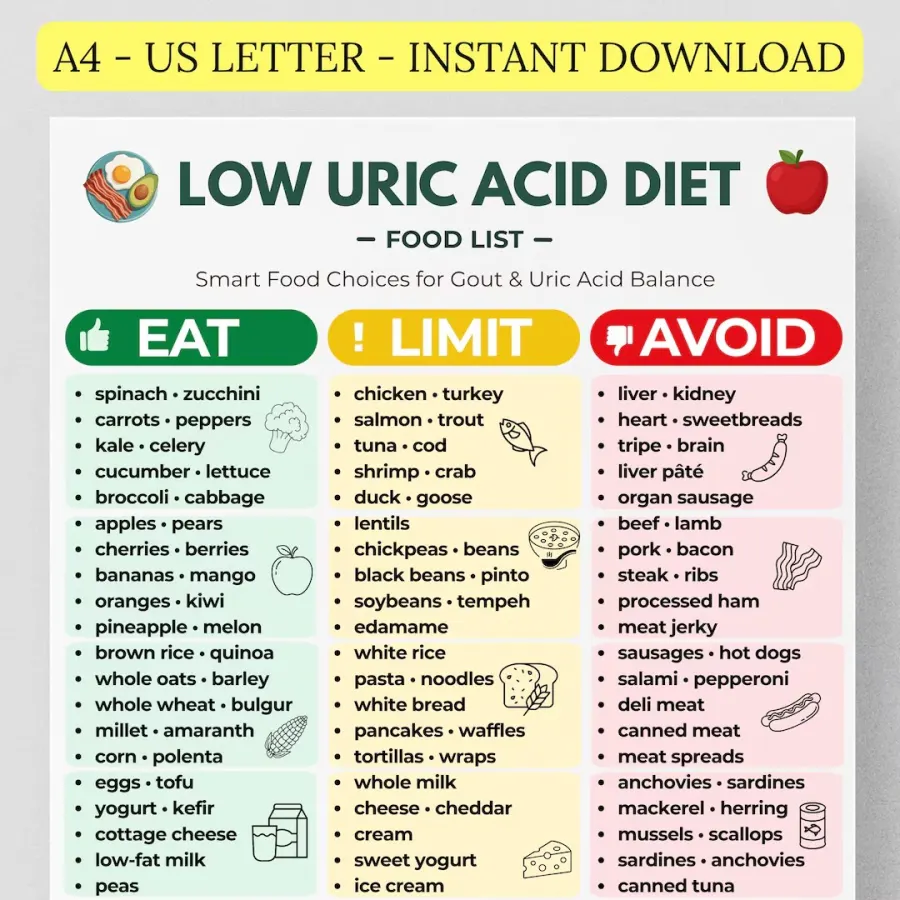 A4 - US LETTER - INSTANT DOWNLOAD
LOW URIC ACID DIET
– FOOD LIST –
Smart Food Choices for Gout & Uric Acid Balance
EAT
• spinach • zucchini
• carrots • peppers
• kale • celery
• cucumber • lettuce
• broccoli • cabbage
• apples • pears
• cherries • berries
• bananas • mango
• oranges • kiwi
• pineapple • melon
• brown rice • quinoa
• whole oats • barley
• whole wheat • bulgur
• millet • amaranth
• corn • polenta
• eggs • tofu
• yogurt • kefir
• cottage cheese
• low-fat milk
• peas
! LIMIT
• chicken • turkey
• salmon • trout
• tuna • cod
• shrimp • crab
• duck • goose
• lentils
• chickpeas • beans
• black beans • pinto
• soybeans • tempeh
• edamame
• white rice
• pasta • noodles
• white bread
• pancakes • waffles
• tortillas • wraps
• whole milk
• cheese • cheddar
• cream
• sweet yogurt
• ice cream
AVOID
• liver • kidney
• heart • sweetbreads
• tripe • brain
• liver pâté
• organ sausage
• beef • lamb
• pork • bacon
• steak • ribs
• processed ham
• meat jerky
• sausages • hot dogs
• salami • pepperoni
• deli meat
• canned meat
• meat spreads
• anchovies • sardines
• mackerel • herring
• mussels • scallops
• sardines • anchovies
• canned tuna